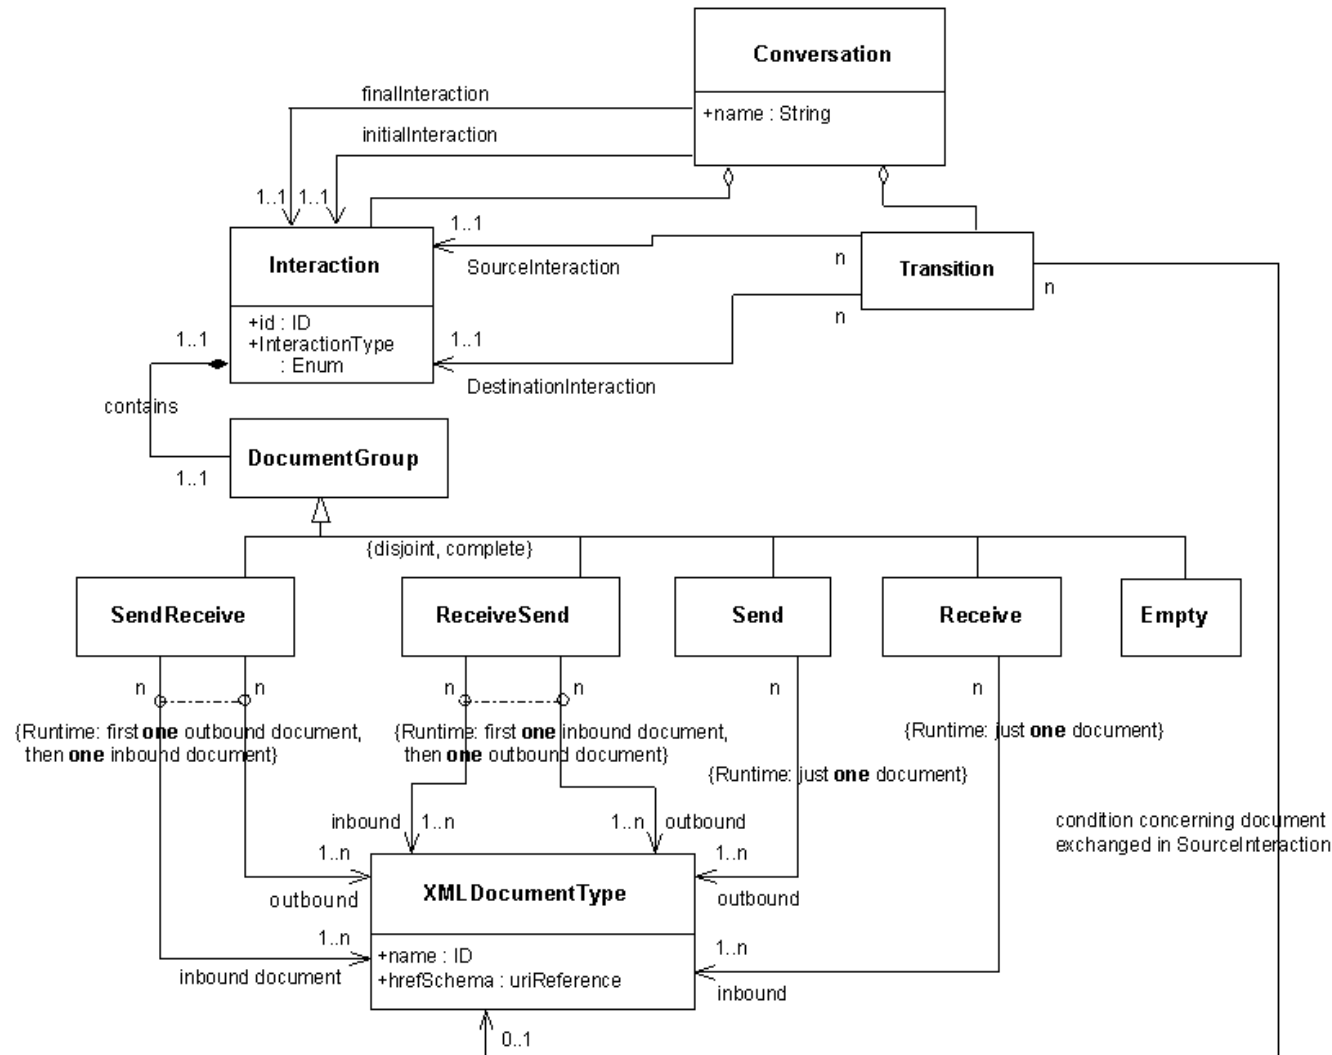 Conversation
finalInteraction
+name : String
initialInteraction
1..1
1..1
1..1
Interaction
SourceInteraction
n
Transition
n
n
+id : ID
1..1
+InteractionType
1..1
: Enum
DestinationInteraction
contains
DocumentGroup
1..1
{disjoint, complete}
SendReceive
ReceiveSend
Send
Receive
Empty
n
n
n
n
n
n
{Runtime: first one outbound document,
then one inbound document}
{Runtime: first one inbound document,
then one outbound document}
{Runtime: just one document}
{Runtime: just one document}
inbound
1..n
1..n
outbound
condition concerning document
exchanged in SourceInteraction
1..n
1..n
XMLDocumentType
outbound
outbound
1..n
1..n
+name : ID
inbound document
+hrefSchema : uriReference
inbound
0..1